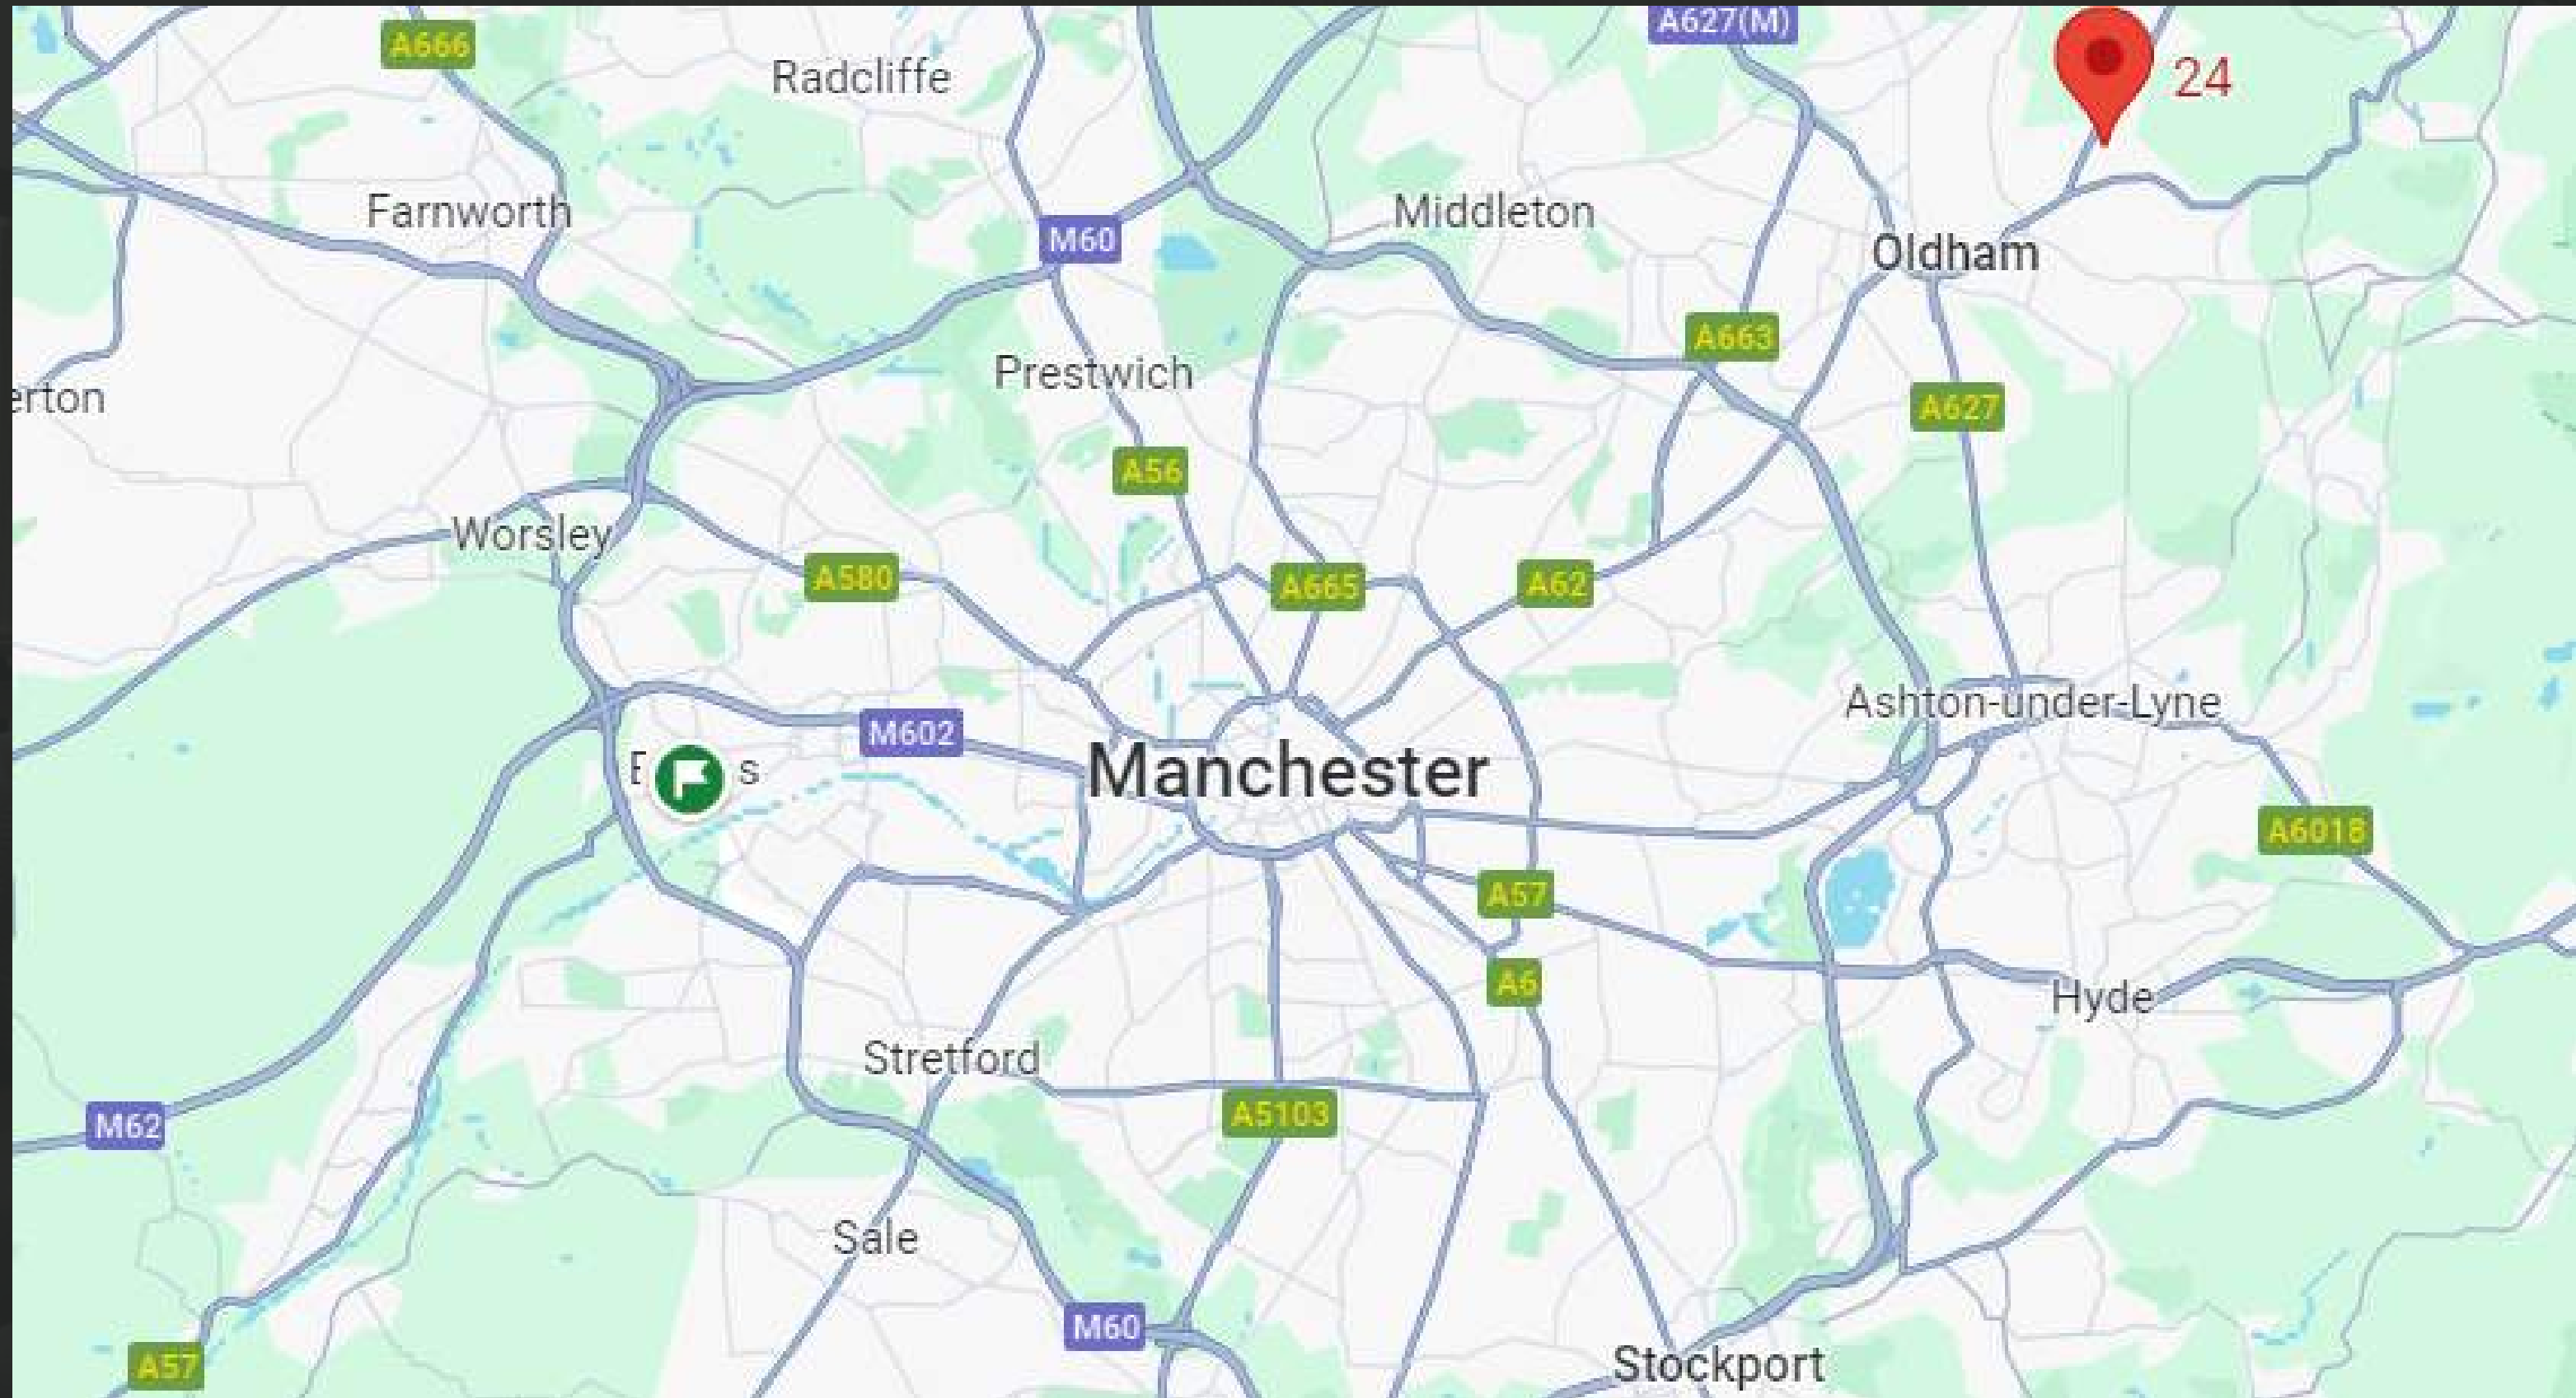 A627(M)
A666
Radcliffe
24
Farnworth
Middleton
M60
Oldham
A663
Prestwich
erton
A627
A56
Worsley
A580
A665
A62
Ashton-under-Lyne
M602
Manchester
E s
A6018
A57
A6
Hyde
Stretford
A5103
M62
Sale
M60
A57
Stockport